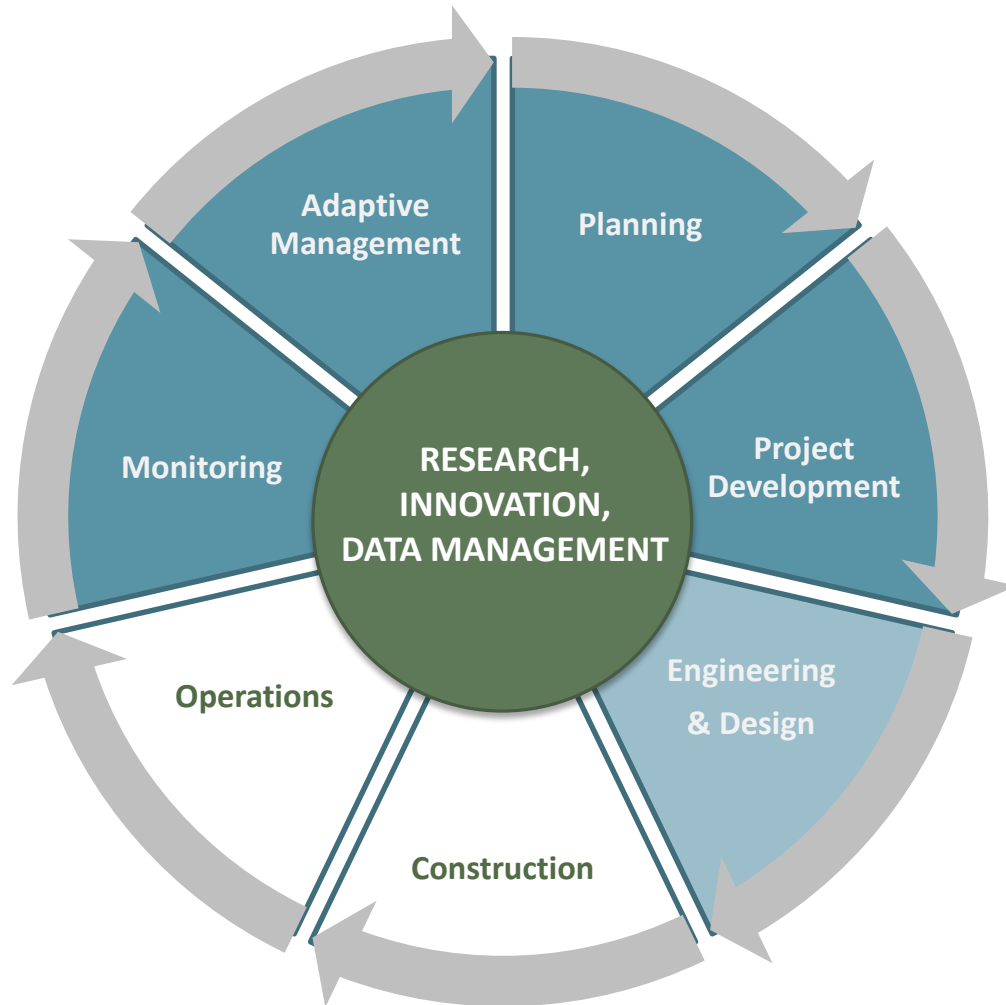 Adaptive
Management
Planning
Monitoring
RESEARCH,
INNOVATION,
DATA MANAGEMENT
Project
Development
Operations
Engineering
& Design
Construction